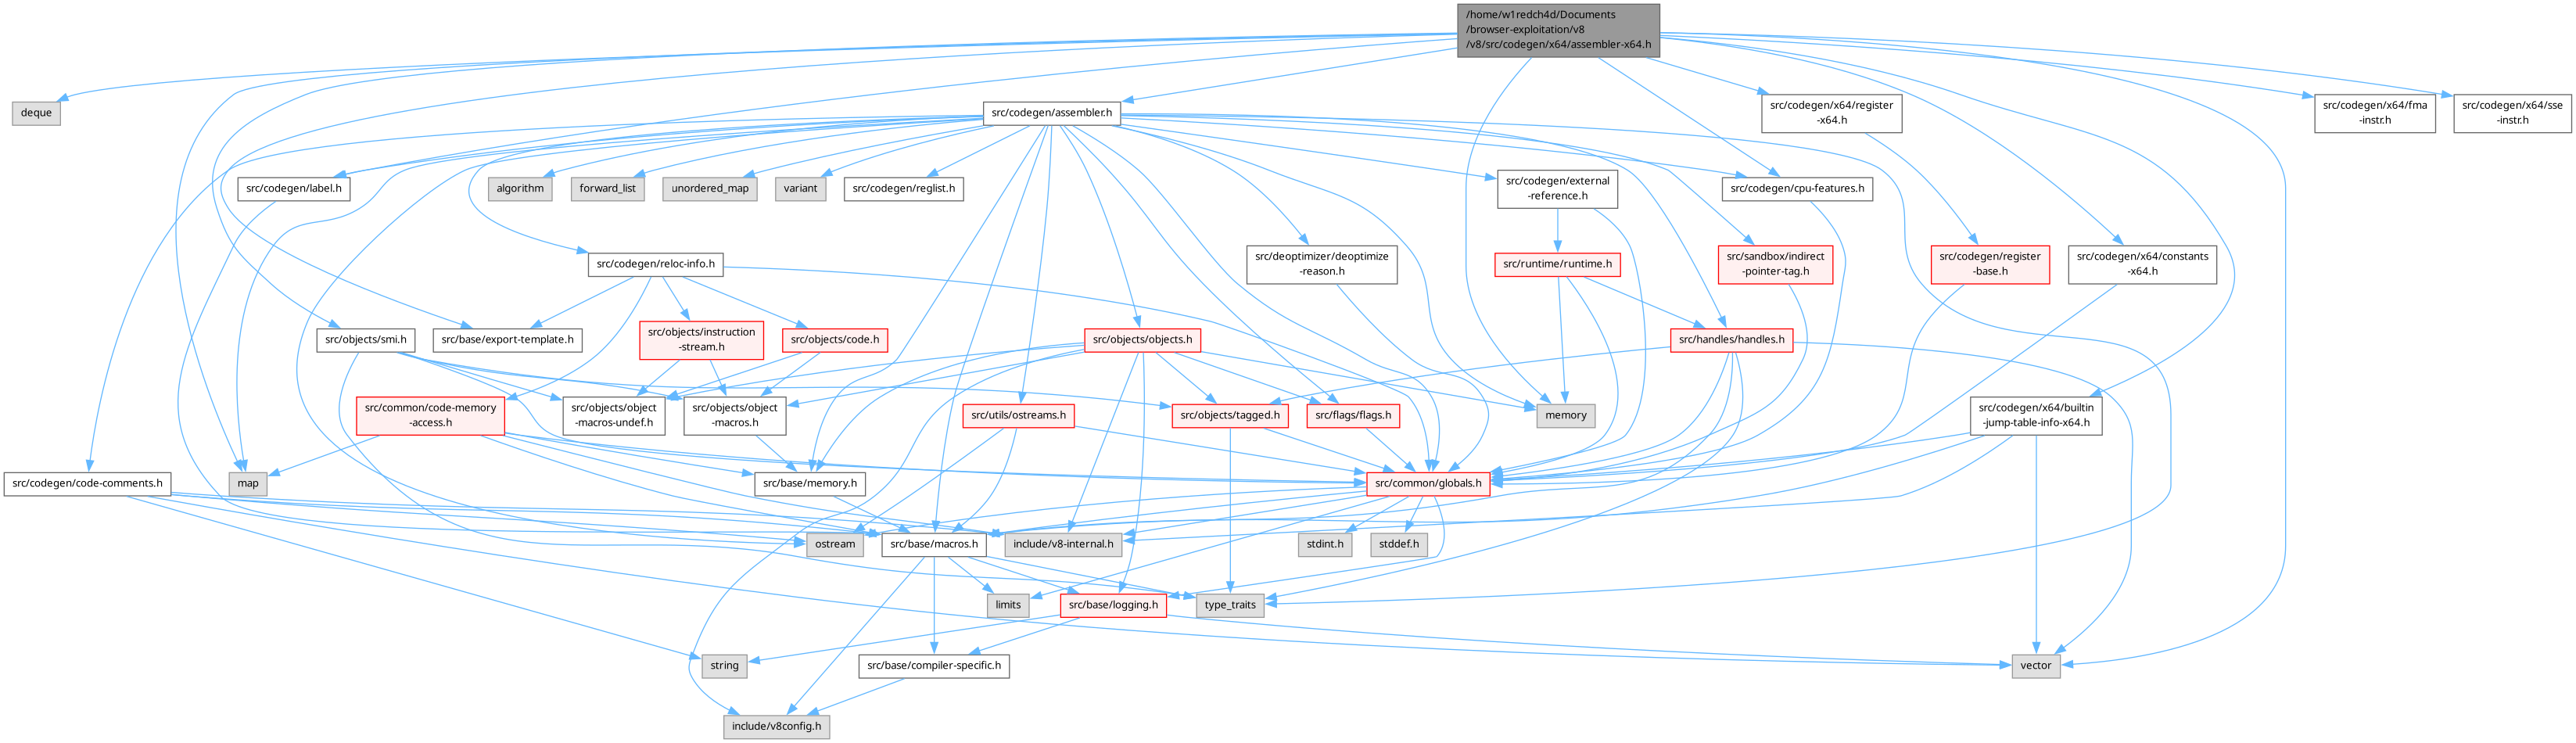 /home/w1redch4d/Documents
/browser-exploitation/v8
/v8/src/codegen/x64/assembler-x64.h
deque
src/codegen/assembler.h
src/codegen/x64/register
-x64.h
src/codegen/x64/fma
-instr.h
src/codegen/x64/sse
-instr.h
src/codegen/label.h
algorithm
forward_list
unordered_map
variant
src/codegen/reglist.h
src/codegen/external
-reference.h
src/codegen/cpu-features.h
src/codegen/reloc-info.h
src/deoptimizer/deoptimize
-reason.h
src/runtime/runtime.h
src/sandbox/indirect
-pointer-tag.h
src/codegen/register
-base.h
src/codegen/x64/constants
-x64.h
src/objects/smi.h
src/base/export-template.h
src/objects/instruction
-stream.h
src/objects/code.h
src/objects/objects.h
src/handles/handles.h
src/common/code-memory
-access.h
src/objects/object
-macros-undef.h
src/objects/object
-macros.h
src/utils/ostreams.h
src/objects/tagged.h
src/flags/flags.h
memory
src/codegen/x64/builtin
-jump-table-info-x64.h
src/codegen/code-comments.h
map
src/base/memory.h
src/common/globals.h
ostream
src/base/macros.h
include/v8-internal.h
stdint.h
stddef.h
limits
src/base/logging.h
type_traits
string
src/base/compiler-specific.h
vector
include/v8config.h